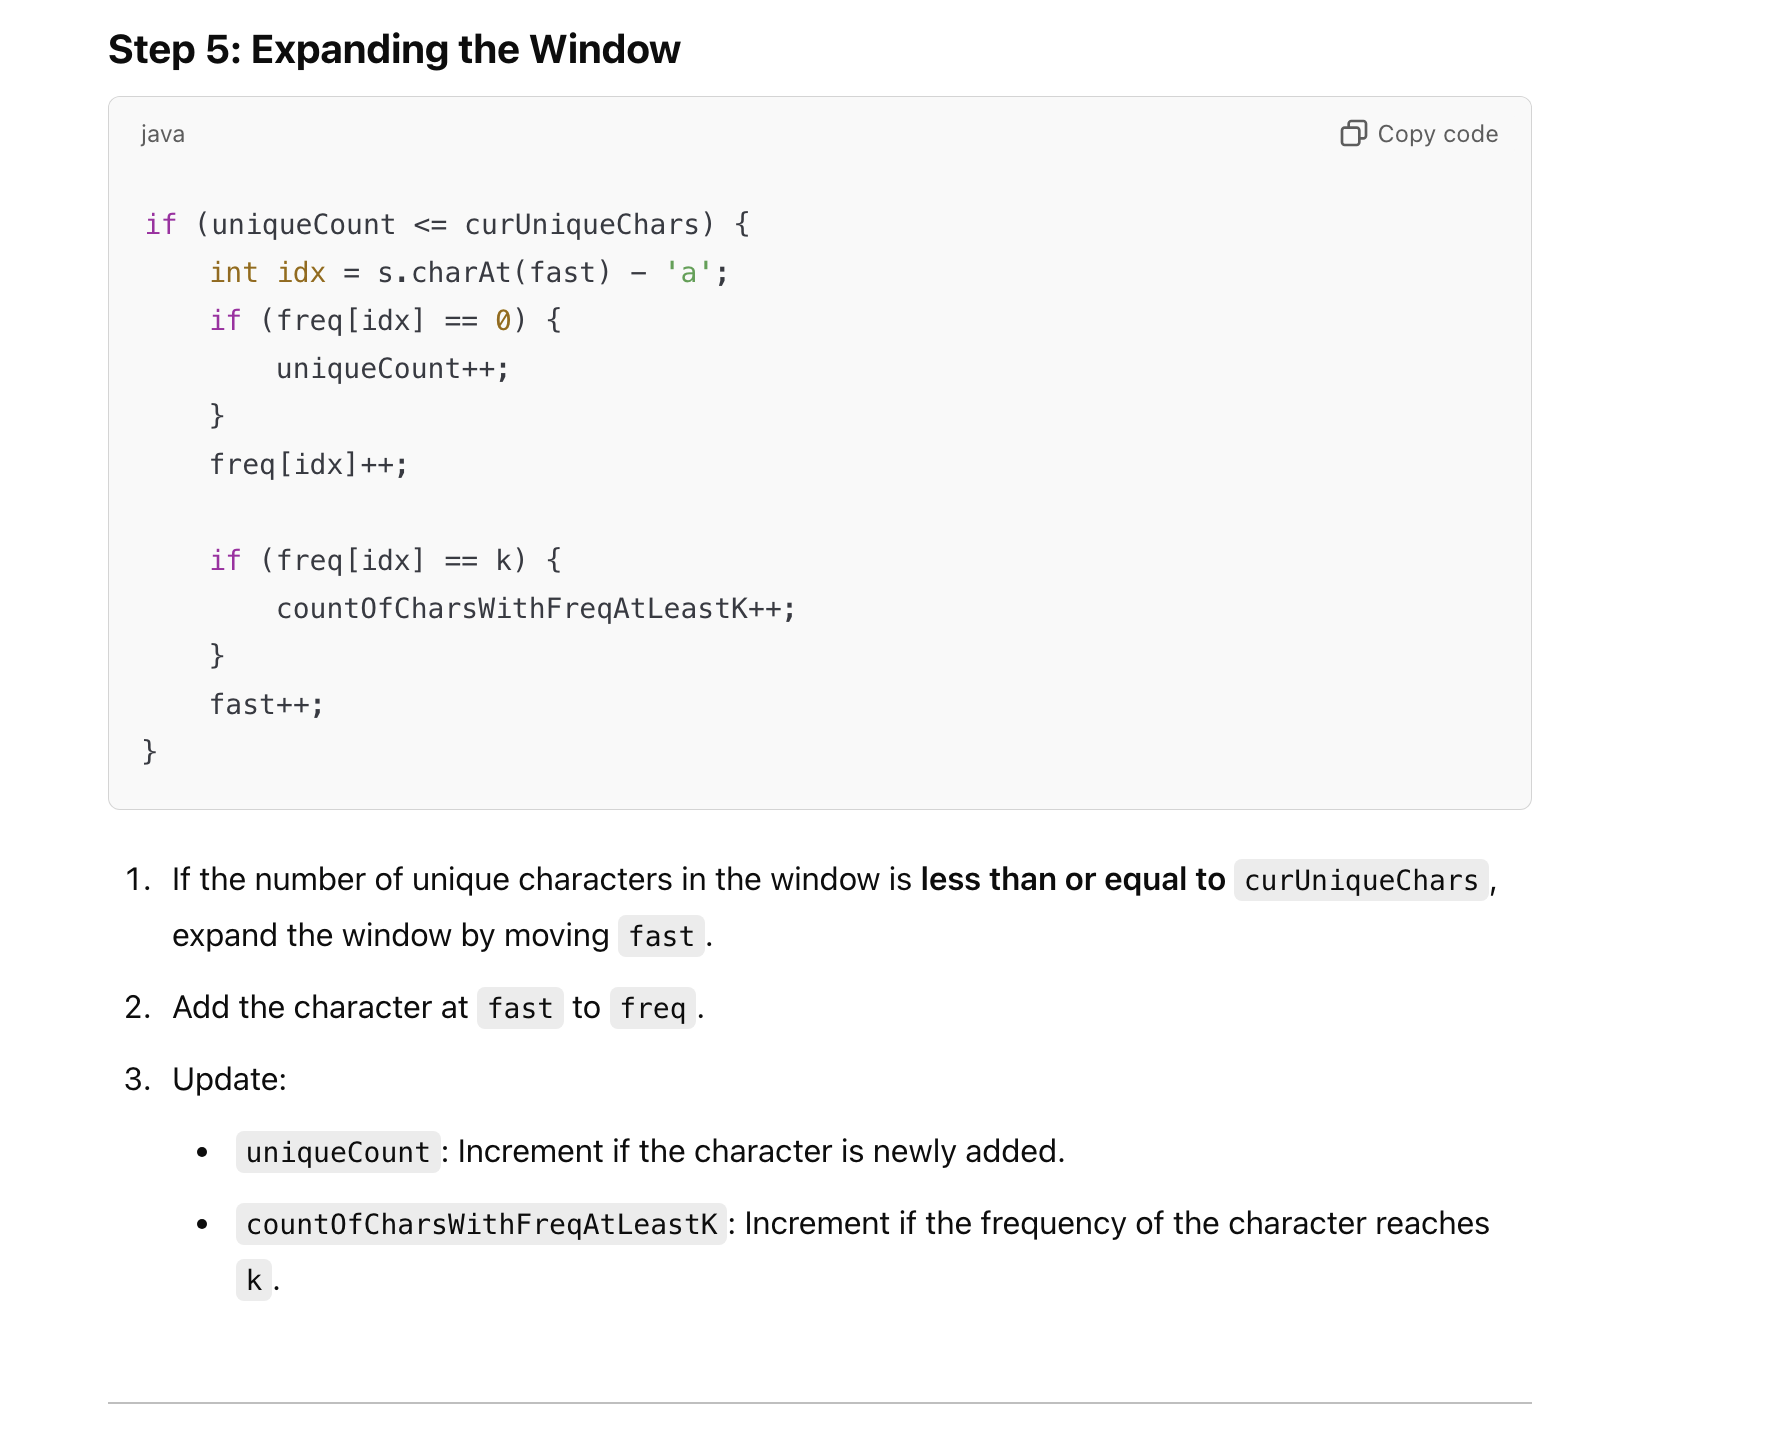 Step 5: Expanding the Window
java
Copy code
if (uniqueCount <= curUniqueChars) {
    int idx = s.charAt(fast) - 'a';
    if (freq[idx] == 0) {
        uniqueCount++;
    }
    freq[idx]++;
    if (freq[idx] == k) {
        countOfCharsWithFreqAtLeastK++;
    }
    fast++;
}
1. If the number of unique characters in the window is less than or equal to curUniqueChars,
expand the window by moving fast.
2. Add the character at fast to freq.
3. Update:
• uniqueCount: Increment if the character is newly added.
• countOfCharsWithFreqAtLeastK: Increment if the frequency of the character reaches
k.